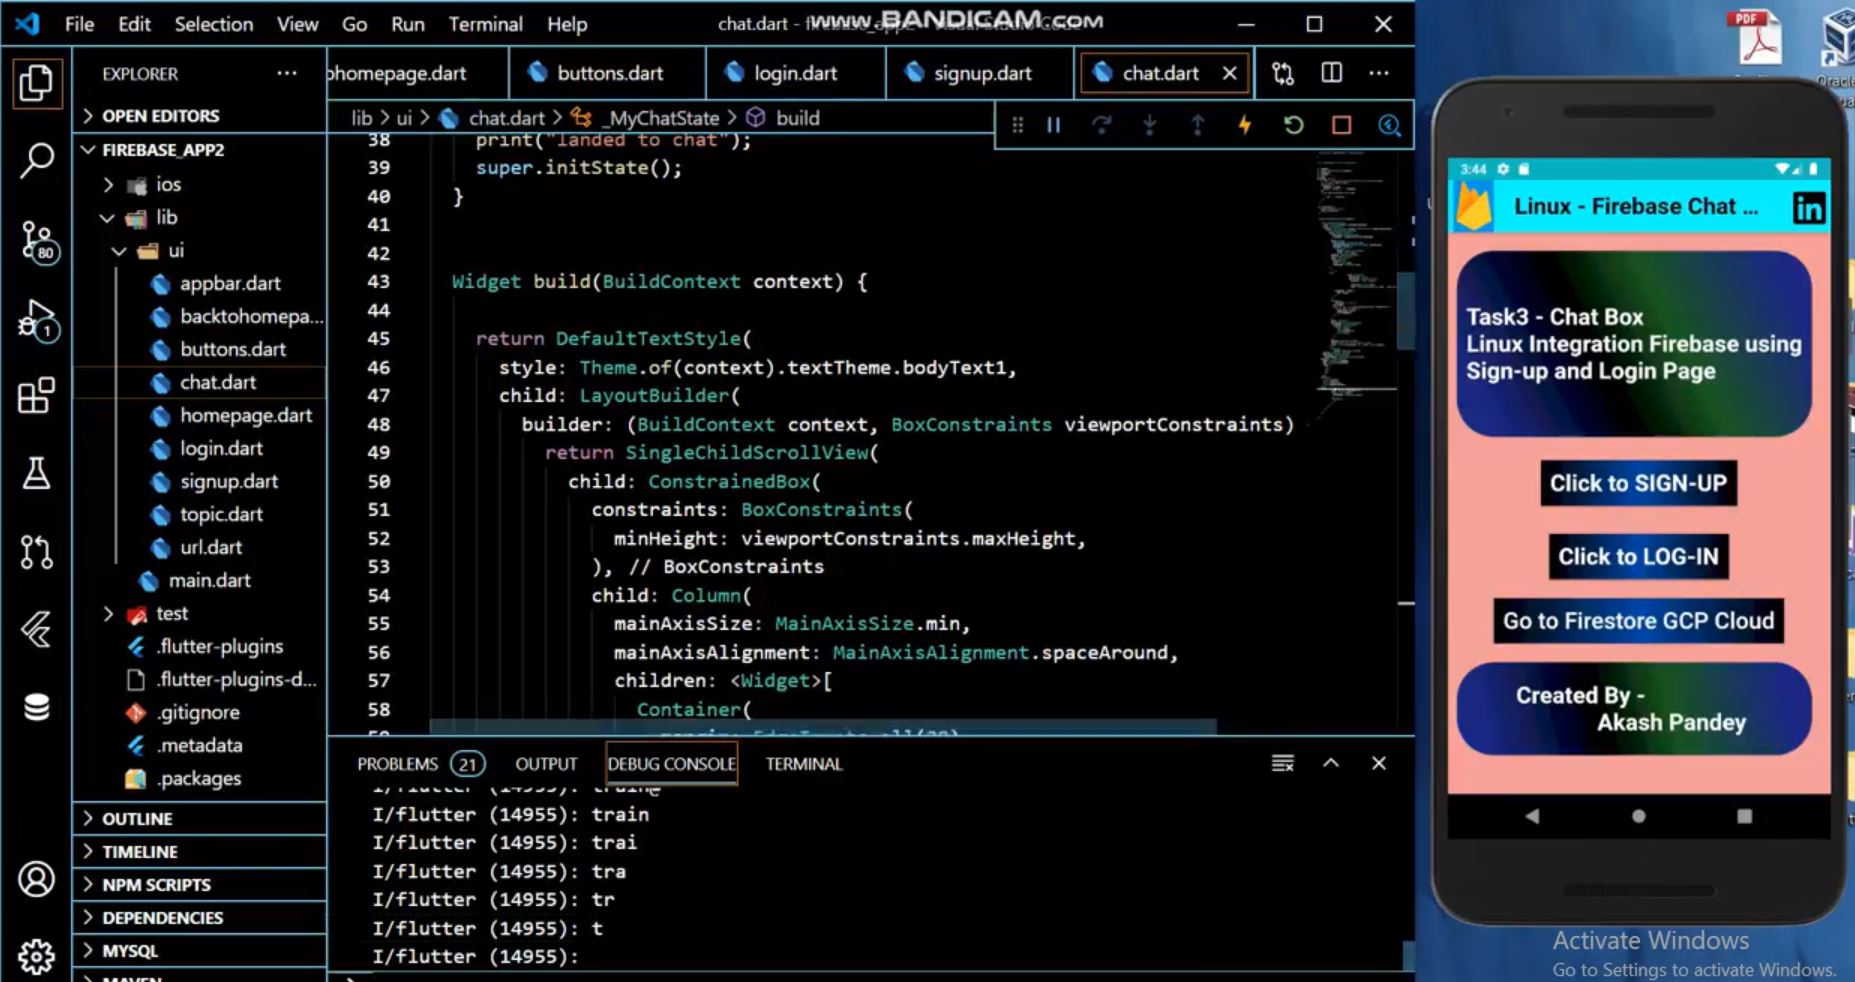 File Edit Selection View Go Run Terminal Help
chat.dart -
www.BANDICAM.com
EXPLORER
OPEN EDITORS
FIREBASE_APP2
ios
lib
ui
appbar.dart
backtohomepa...
buttons.dart
chat.dart
homepage.dart
login.dart
signup.dart
topic.dart
url.dart
main.dart
test
.flutter-plugins
.flutter-plugins-d...
.gitignore
.metadata
.packages
OUTLINE
TIMELINE
NPM SCRIPTS
DEPENDENCIES
MYSQL
MAVEN
80
1
homepage.dart buttons.dart login.dart signup.dart chat.dart
lib > ui > chat.dart > _MyChatState > build
38 print("landed to chat");
39 super.initState();
40 }
41
42
43 Widget build(BuildContext context) {
44
45 return DefaultTextStyle(
46 style: Theme.of(context).textTheme.bodyText1,
47 child: LayoutBuilder(
48 builder: (BuildContext context, BoxConstraints viewportConstraints)
49 return SingleChildScrollView(
50 child: ConstrainedBox(
51 constraints: BoxConstraints(
52 minHeight: viewportConstraints.maxHeight,
53 ), // BoxConstraints
54 child: Column(
55 mainAxisSize: MainAxisSize.min,
56 mainAxisAlignment: MainAxisAlignment.spaceAround,
57 children: <Widget>[
58 Container(
PROBLEMS 21 OUTPUT DEBUG CONSOLE TERMINAL
I/flutter (14955): train@
I/flutter (14955): train
I/flutter (14955): trai
I/flutter (14955): tra
I/flutter (14955): tr
I/flutter (14955): t
I/flutter (14955):
PDF
3:44
Linux - Firebase Chat ...
in
Task3 - Chat Box
Linux Integration Firebase using
Sign-up and Login Page
Click to SIGN-UP
Click to LOG-IN
Go to Firestore GCP Cloud
Created By -
Akash Pandey
Activate Windows
Go to Settings to activate Windows.